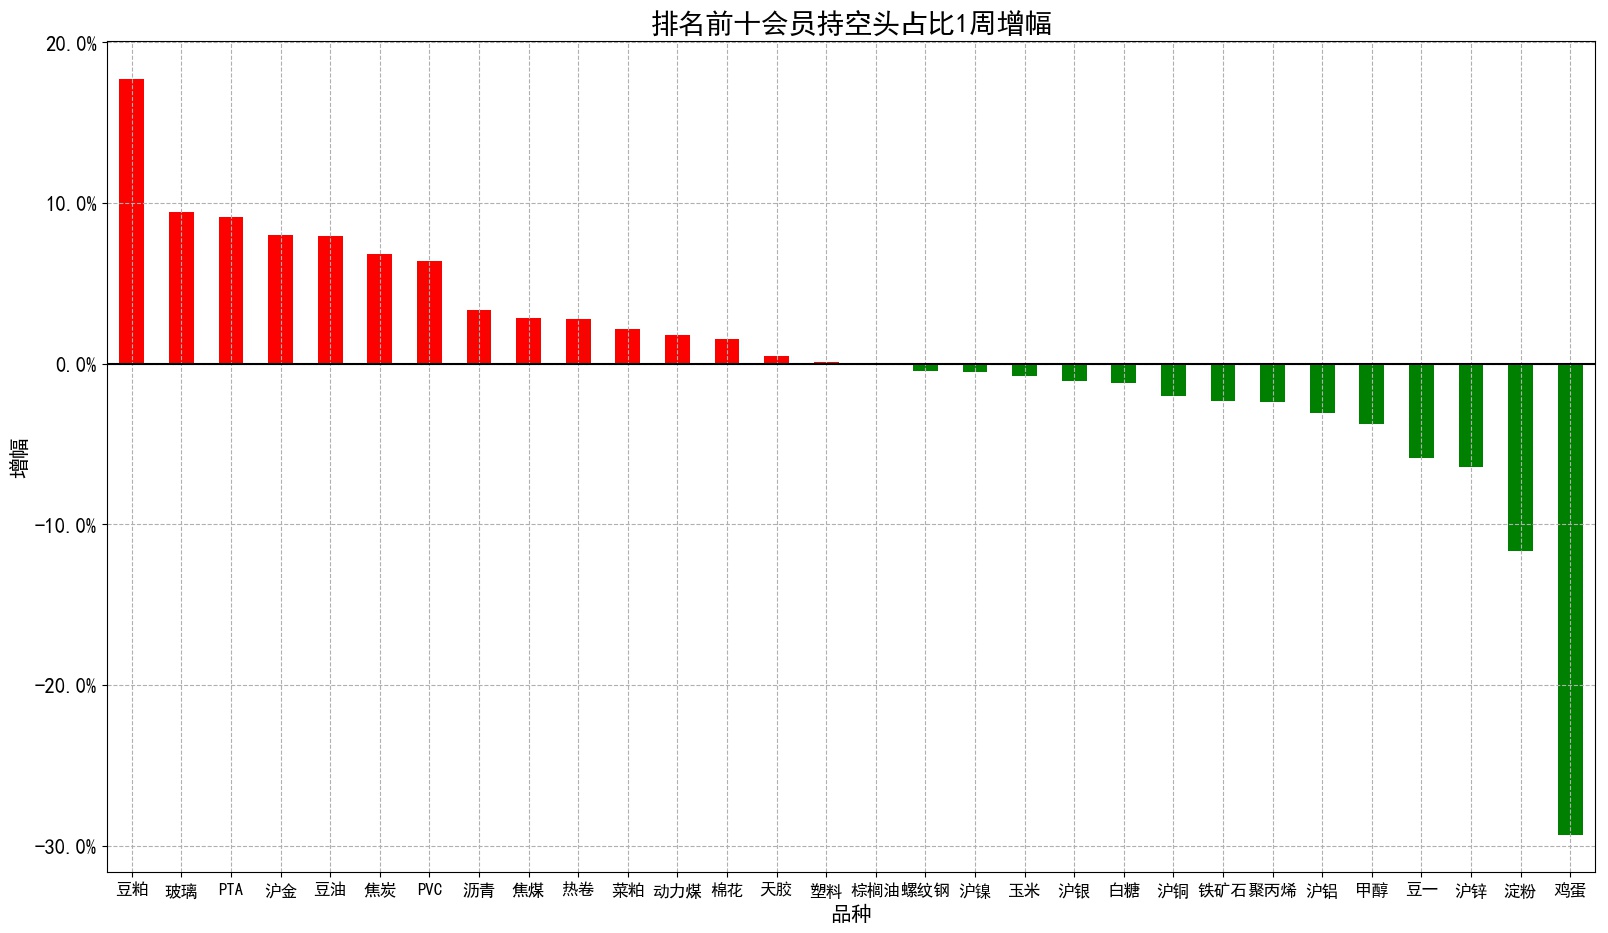 排名前十会员持空头占比1周增幅
20.0%
10.0%
0.0%
−10.0%
−20.0%
−30.0%
增幅
豆粕 玻璃 PTA 沪金 豆油 焦炭 PVC 沥青 焦煤 热卷 菜粕 动力煤 棉花 天胶 塑料 棕榈油 螺纹钢 沪镍 玉米 沪银 白糖 沪铜 铁矿石 聚丙烯 沪铝 甲醇 豆一 沪锌 淀粉 鸡蛋
品种